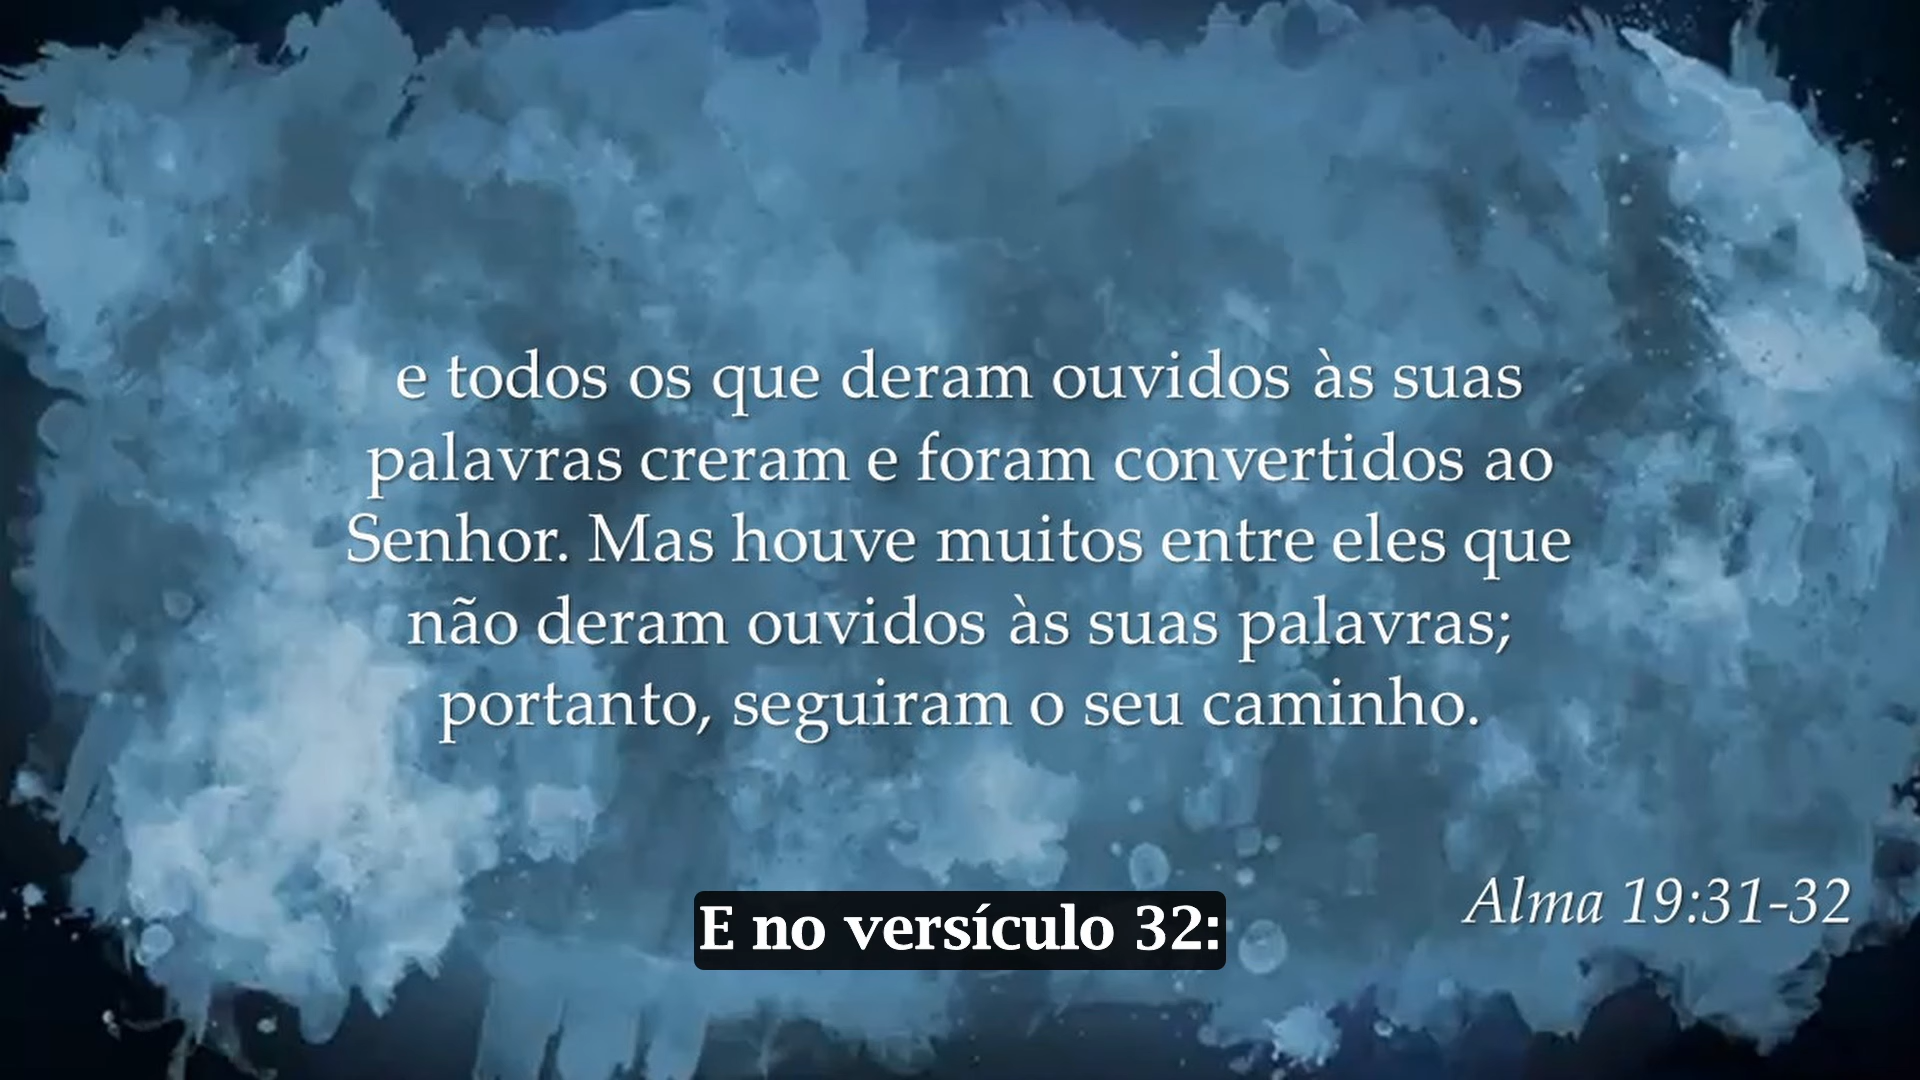 e todos os que deram ouvidos às suas
palavras creram e foram convertidos ao
Senhor. Mas houve muitos entre eles que
não deram ouvidos às suas palavras;
portanto, seguiram o seu caminho.
Alma 19:31-32
E no versículo 32: